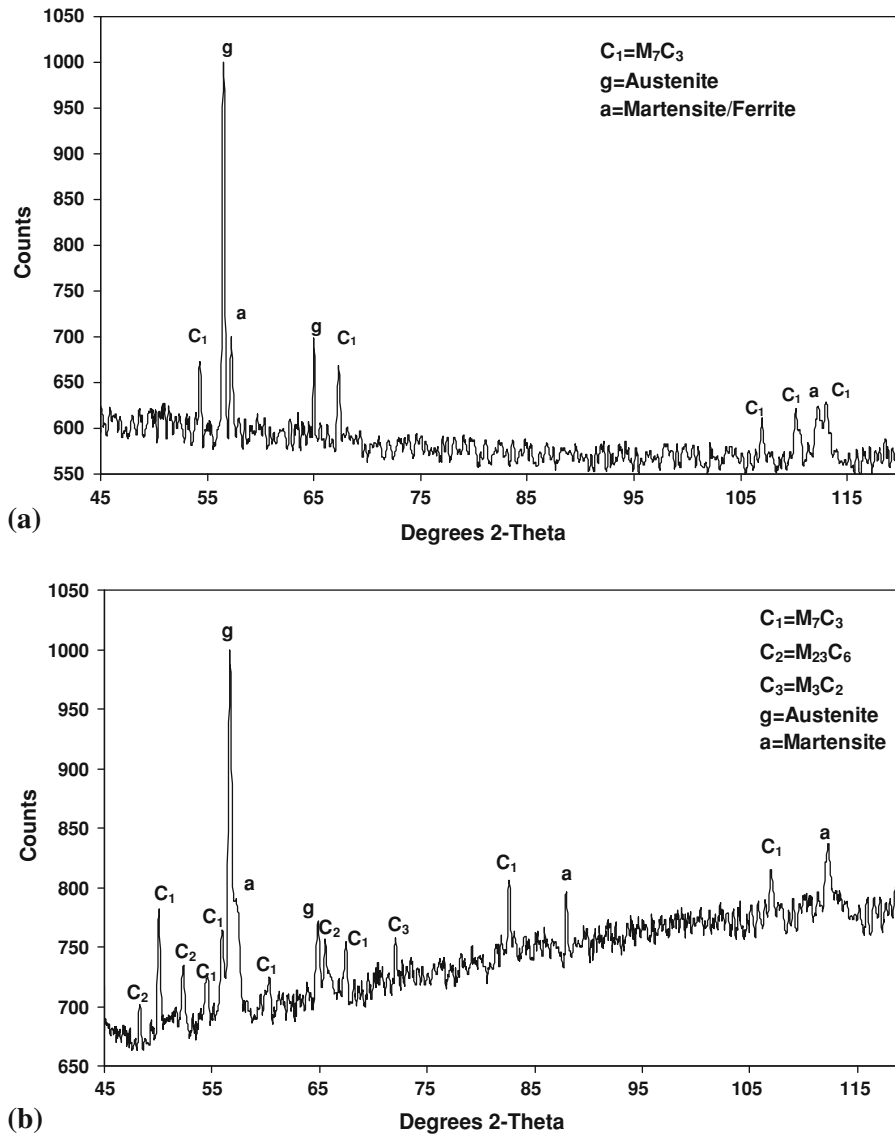 1050
1000
950
900
850
800
750
700
650
600
550
Counts
g
C₁=M₇C₃
g=Austenite
a=Martensite/Ferrite
C₁
a
g
C₁
C₁
C₁
a
C₁
45
55
65
75
85
95
105
115
Degrees 2-Theta
(a)
1050
1000
950
900
850
800
750
700
650
Counts
g
C₁=M₇C₃
C₂=M₂₃C₆
C₃=M₃C₂
g=Austenite
a=Martensite
C₂
C₁
C₂
C₁
C₁
a
C₁
g
C₂
C₁
C₃
C₁
a
C₁
a
45
55
65
75
85
95
105
115
Degrees 2-Theta
(b)